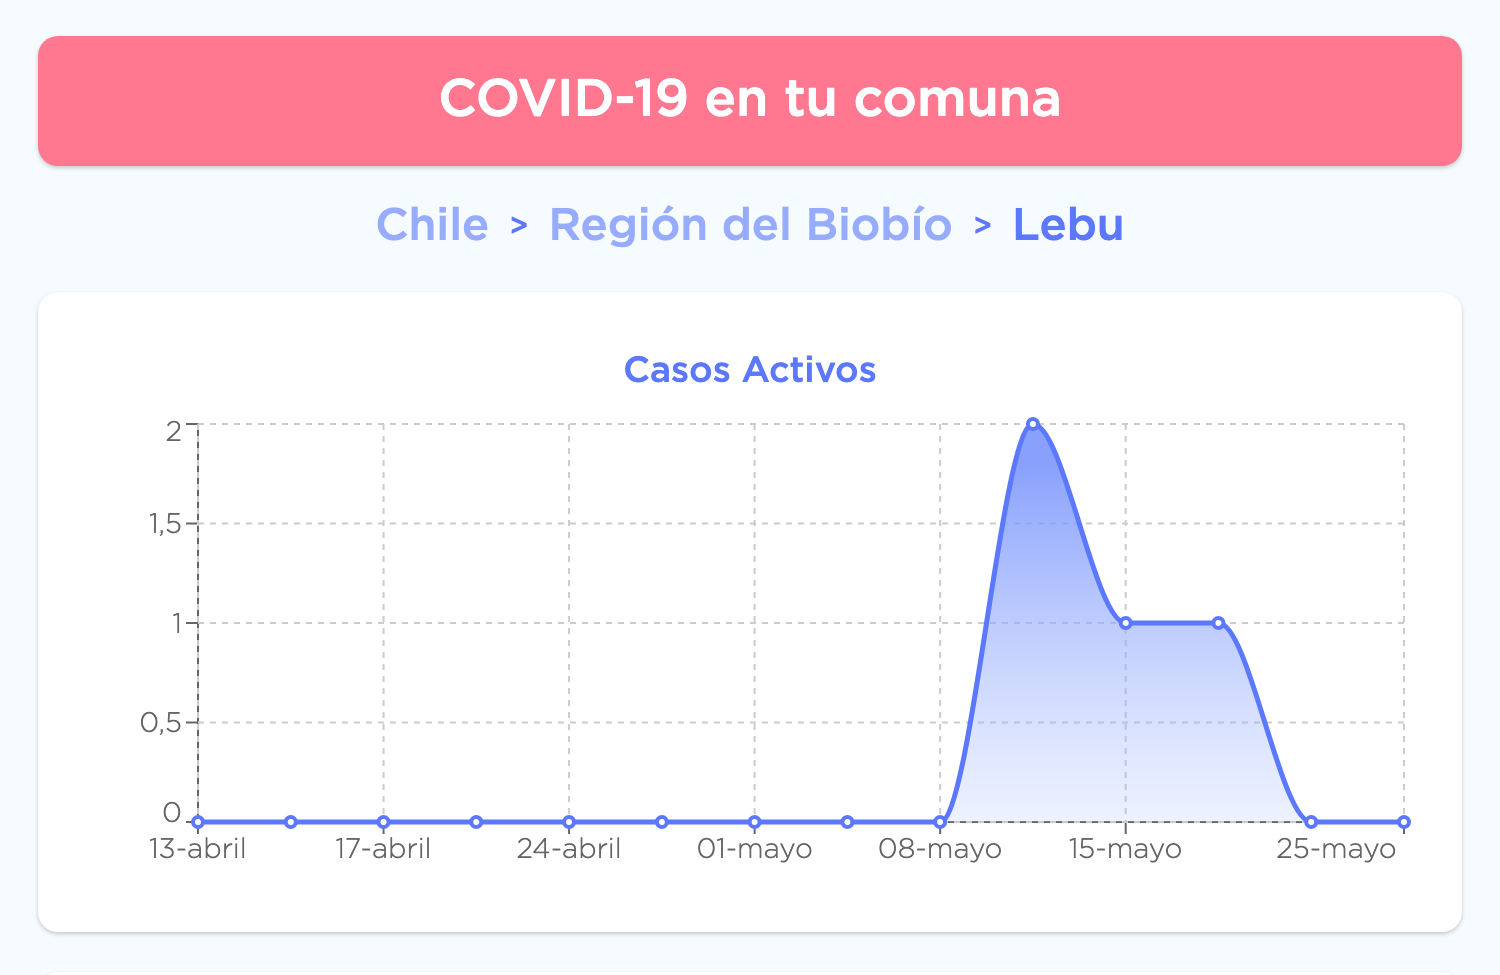 COVID-19 en tu comuna
Chile > Región del Biobío > Lebu
Casos Activos
2
1,5
1
0,5
0
13-abril 17-abril 24-abril 01-mayo 08-mayo 15-mayo 25-mayo